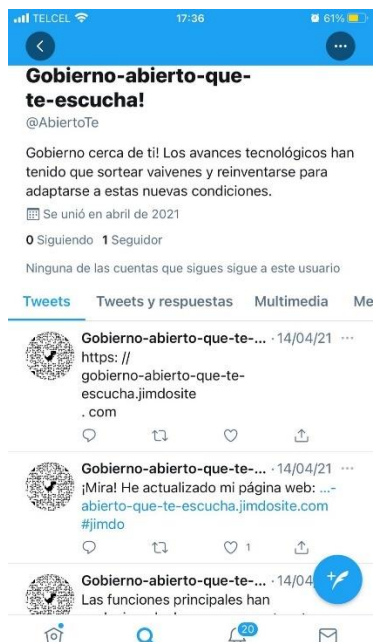 TELCEL 17:36 61%
Gobierno-abierto-que-
te-escucha!
@AbiertoTe
Gobierno cerca de ti! Los avances tecnológicos han
tenido que sortear vaivenes y reinventarse para
adaptarse a estas nuevas condiciones.
Se unió en abril de 2021
0 Siguiendo 1 Seguidor
Ninguna de las cuentas que sigues sigue a este usuario
Tweets Tweets y respuestas Multimedia Me
Gobierno-abierto-que-te-... · 14/04/21 ···
https: //
gobierno-abierto-que-te-
escucha.jimdosite
. com
Gobierno-abierto-que-te-... · 14/04/21 ···
¡Mira! He actualizado mi página web: ...-
abierto-que-te-escucha.jimdosite.com
#jimdo
1
Gobierno-abierto-que-te-... · 14/04
Las funciones principales han
20